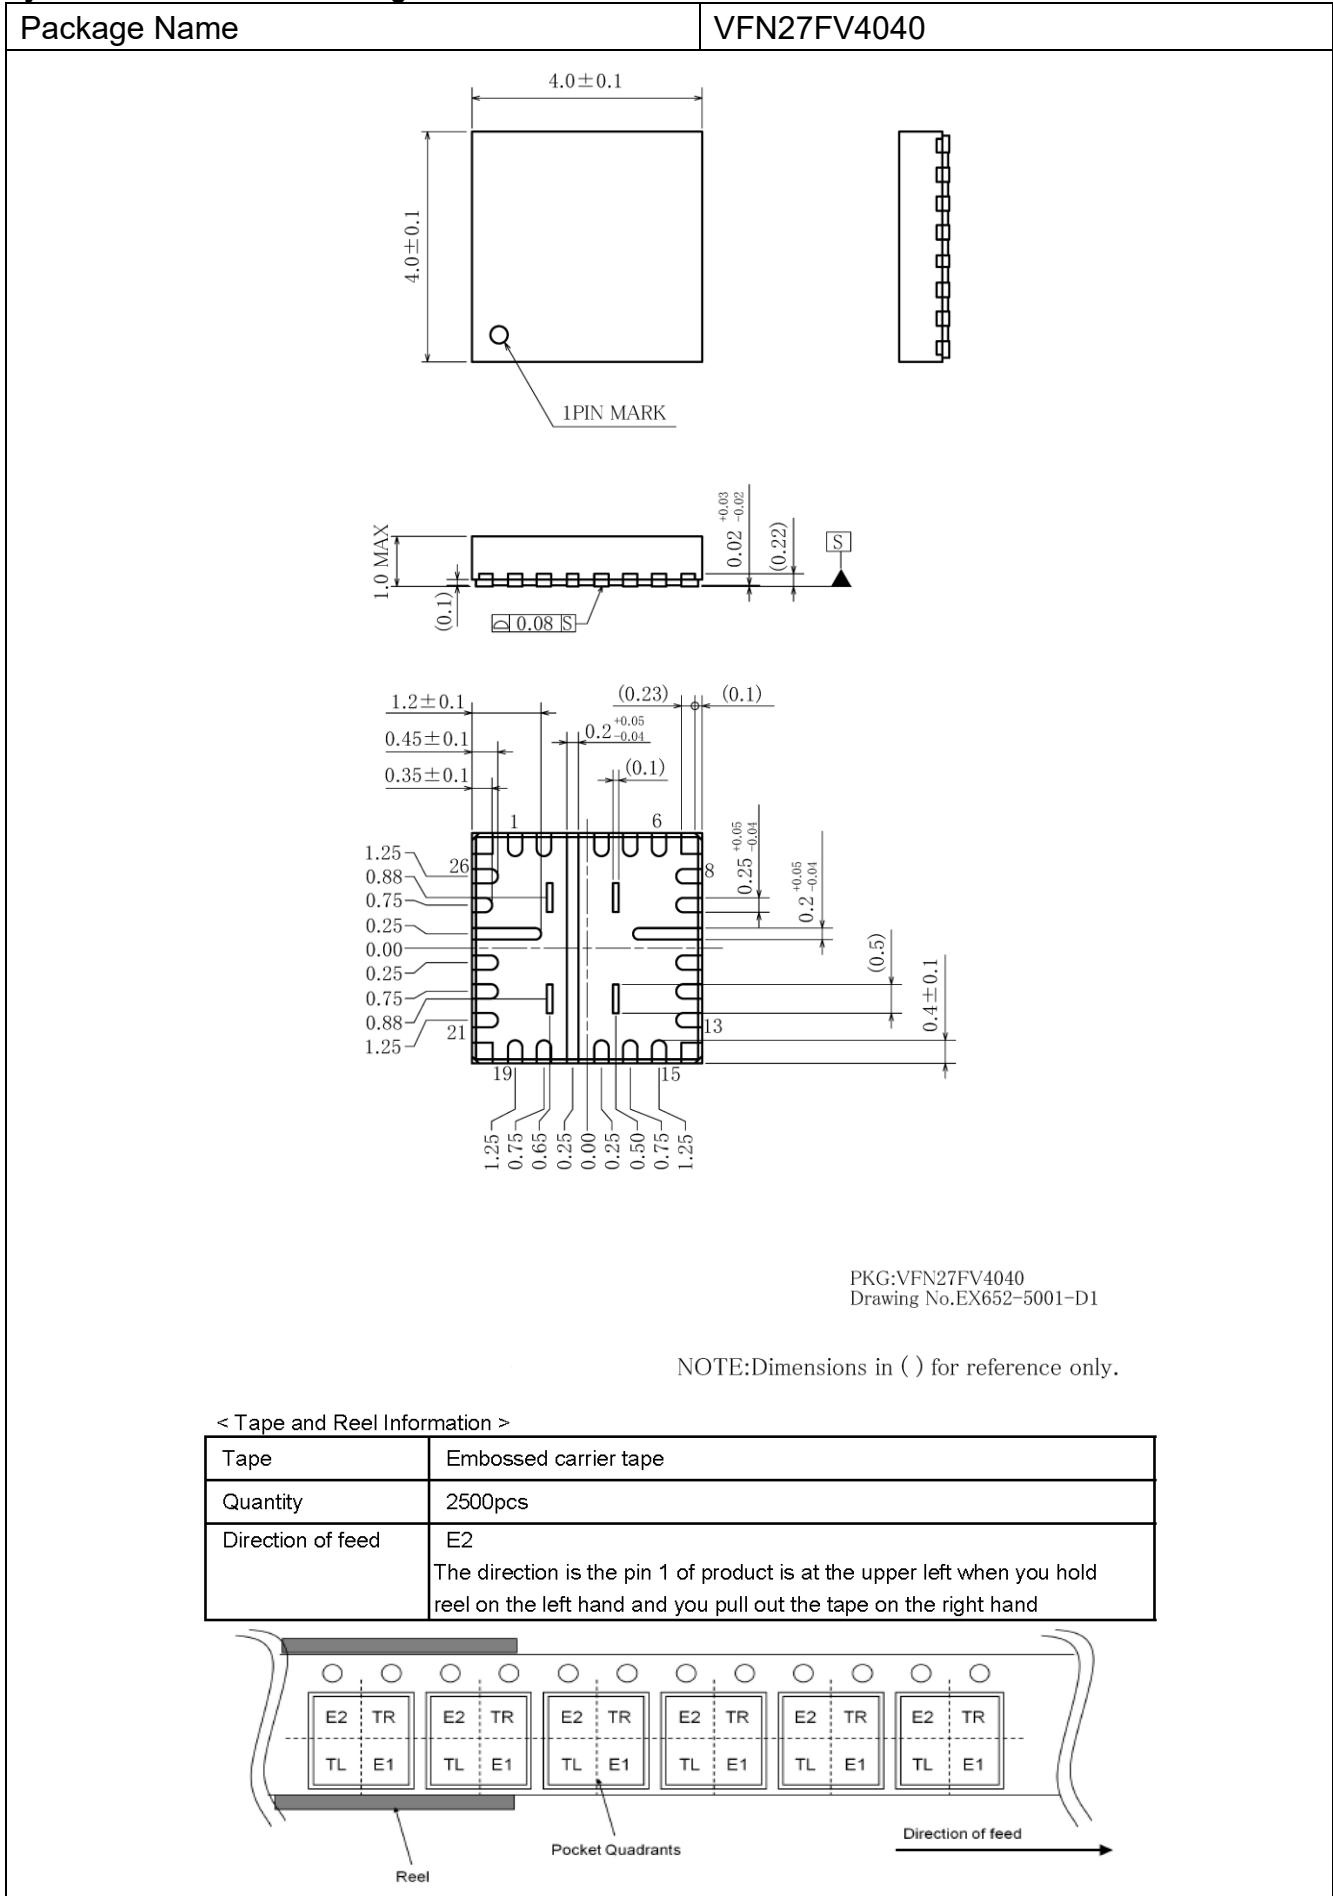 Package Name VFN27FV4040
4.0±0.1
4.0±0.1
1PIN MARK
1.0 MAX
(0.1)
⌓ 0.08 S
0.02 +0.03 -0.02
(0.22)
S
1.2±0.1
0.45±0.1
0.35±0.1
0.2 +0.05 -0.04
(0.23)
(0.1)
(0.1)
1
6
26
8
21
13
19
15
1.25
0.88
0.75
0.25
0.00
0.25
0.75
0.88
1.25
0.25 +0.05 -0.04
0.2 +0.05 -0.04
(0.5)
0.4±0.1
1.25
0.75
0.65
0.25
0.00
0.25
0.50
0.75
1.25
PKG:VFN27FV4040
Drawing No.EX652-5001-D1
NOTE:Dimensions in ( ) for reference only.
< Tape and Reel Information >
Tape Embossed carrier tape
Quantity 2500pcs
Direction of feed E2
The direction is the pin 1 of product is at the upper left when you hold
reel on the left hand and you pull out the tape on the right hand
E2 TR E2 TR E2 TR E2 TR E2 TR E2 TR
TL E1 TL E1 TL E1 TL E1 TL E1 TL E1
Direction of feed
Pocket Quadrants
Reel